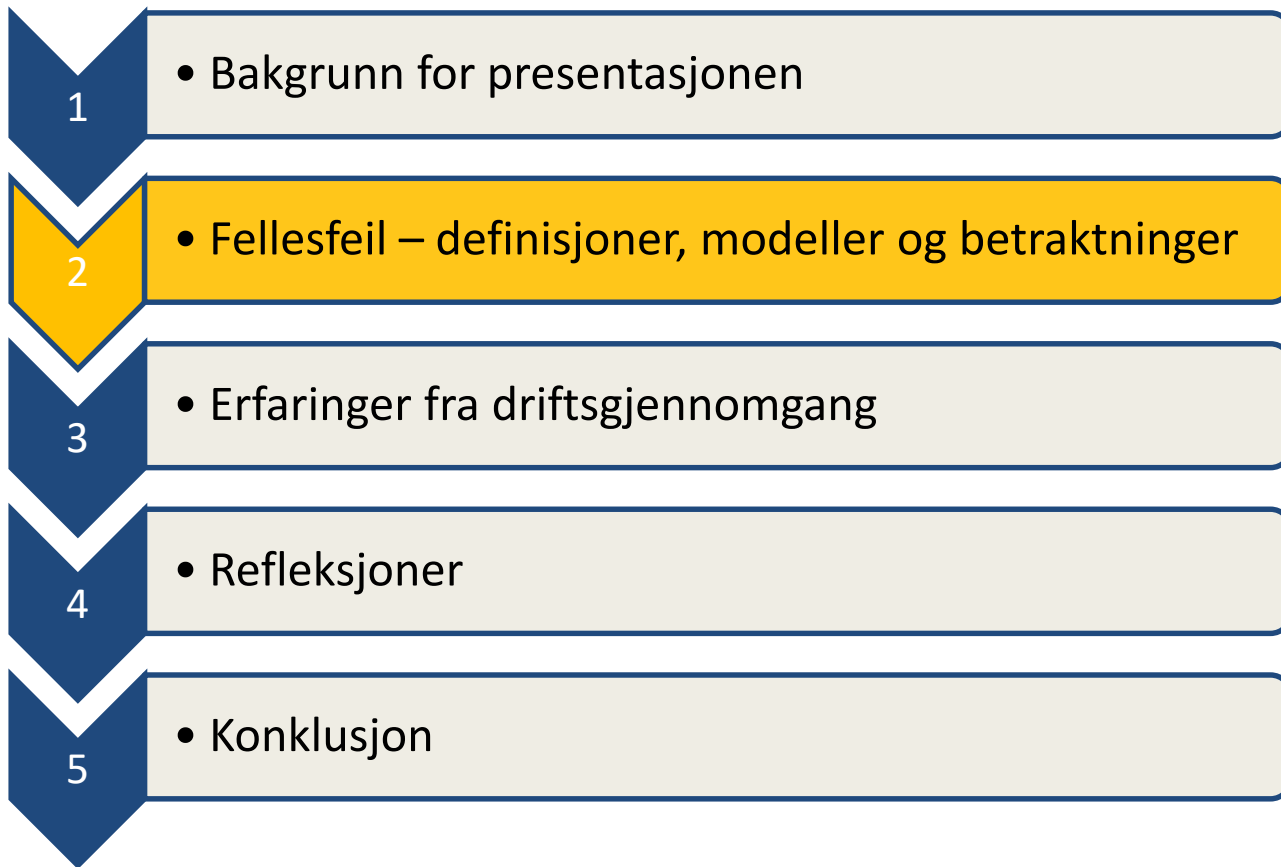 1
• Bakgrunn for presentasjonen
2
• Fellesfeil – definisjoner, modeller og betraktninger
3
• Erfaringer fra driftsgjennomgang
4
• Refleksjoner
5
• Konklusjon